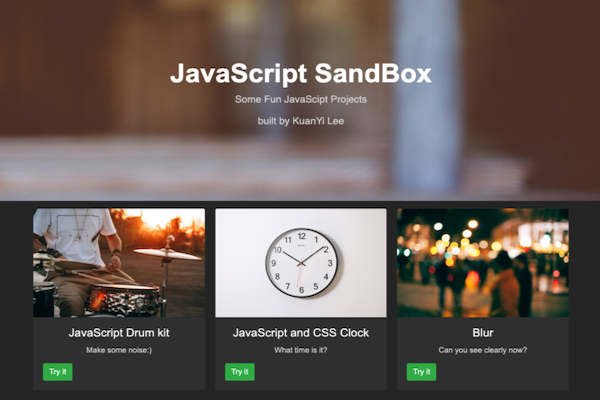 JavaScript SandBox
Some Fun JavaScipt Projects
built by KuanYi Lee
JavaScript Drum kit
Make some noise:)
Try it
JavaScript and CSS Clock
What time is it?
Try it
Blur
Can you see clearly now?
Try it
12
1
2
3
4
5
6
7
8
9
10
11